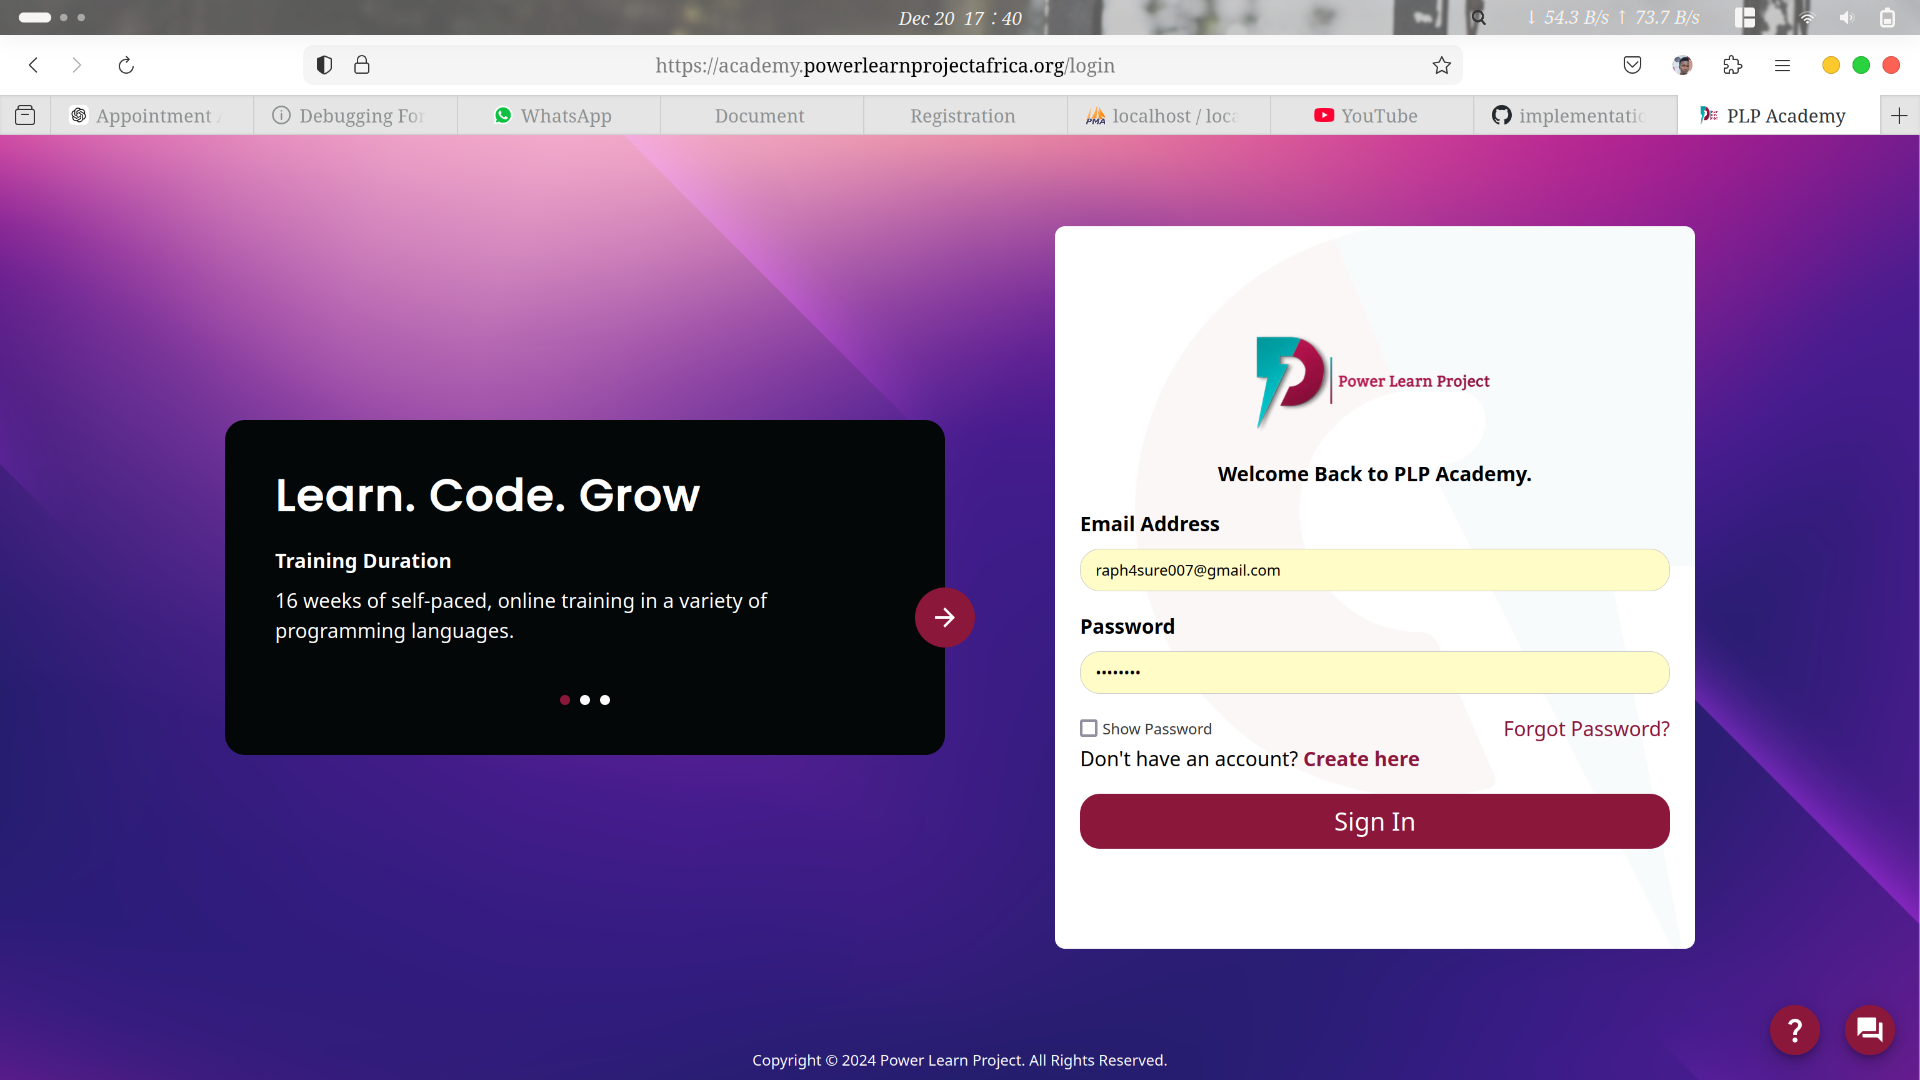 Dec 20 17 : 40
↓ 54.3 B/s ↑ 73.7 B/s
https://academy.powerlearnprojectafrica.org/login
Appointment
Debugging For
WhatsApp
Document
Registration
PMA
localhost / loca
YouTube
implementatic
PLP Academy
Power Learn Project
Welcome Back to PLP Academy.
Email Address
raph4sure007@gmail.com
Password
Show Password
Forgot Password?
Don't have an account? Create here
Sign In
Learn. Code. Grow
Training Duration
16 weeks of self-paced, online training in a variety of
programming languages.
?
Copyright © 2024 Power Learn Project. All Rights Reserved.